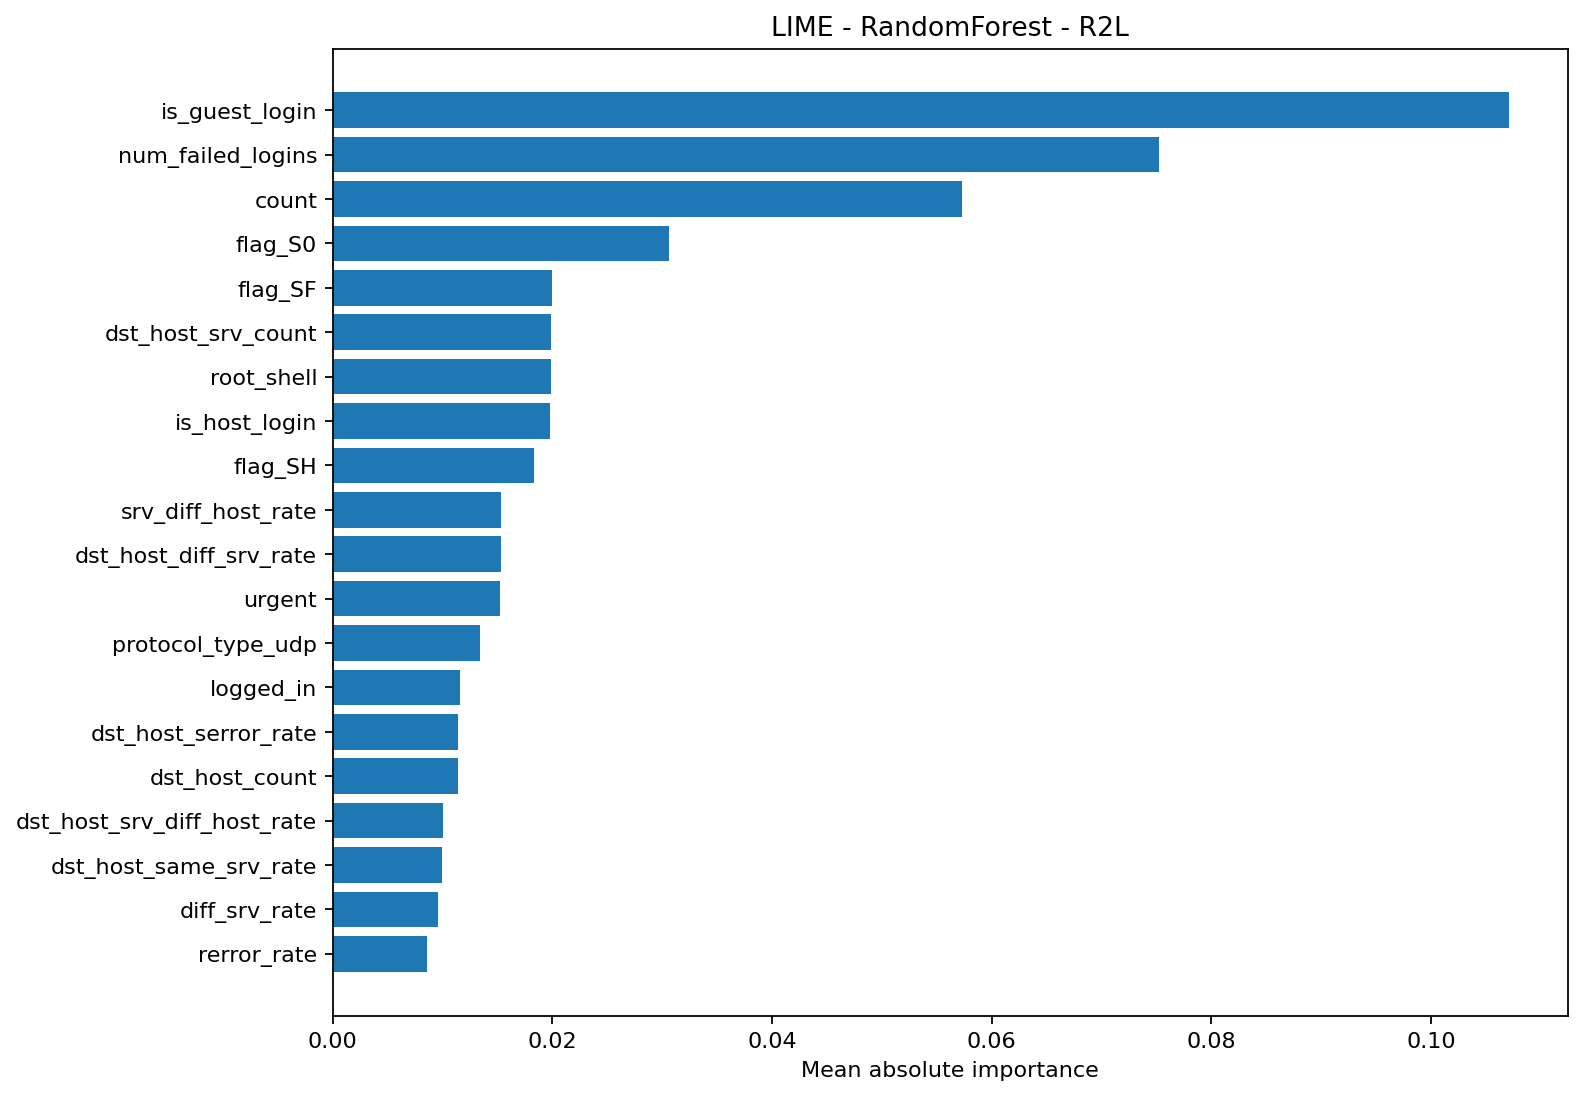 LIME - RandomForest - R2L
is_guest_login
num_failed_logins
count
flag_S0
flag_SF
dst_host_srv_count
root_shell
is_host_login
flag_SH
srv_diff_host_rate
dst_host_diff_srv_rate
urgent
protocol_type_udp
logged_in
dst_host_serror_rate
dst_host_count
dst_host_srv_diff_host_rate
dst_host_same_srv_rate
diff_srv_rate
rerror_rate
0.00 0.02 0.04 0.06 0.08 0.10
Mean absolute importance